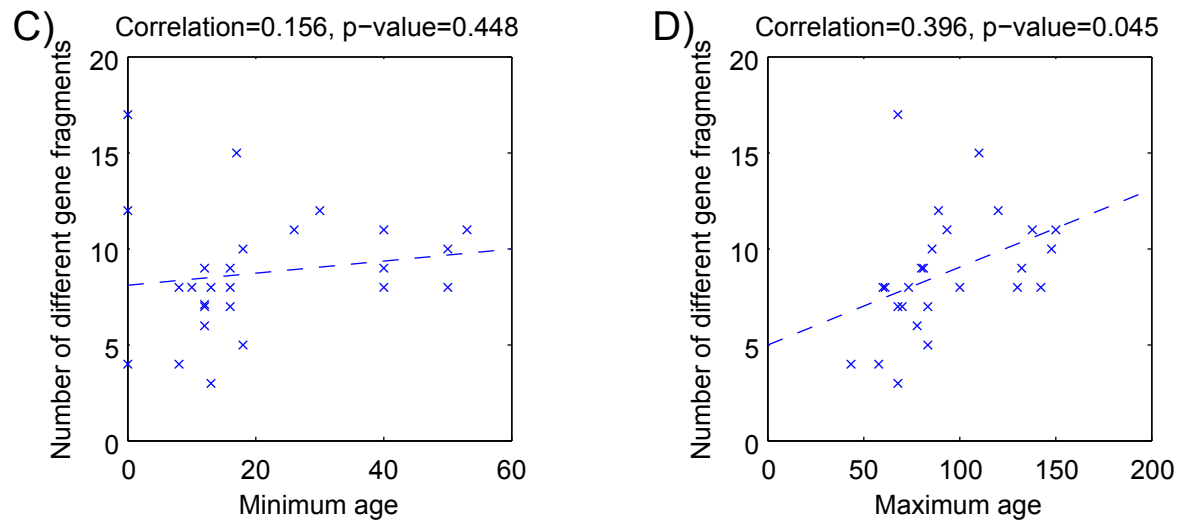 C)
Correlation=0.156, p−value=0.448
Number of different gene fragments
20
15
10
5
0
0 20 40 60
Minimum age
D)
Correlation=0.396, p−value=0.045
Number of different gene fragments
20
15
10
5
0
0 50 100 150 200
Maximum age